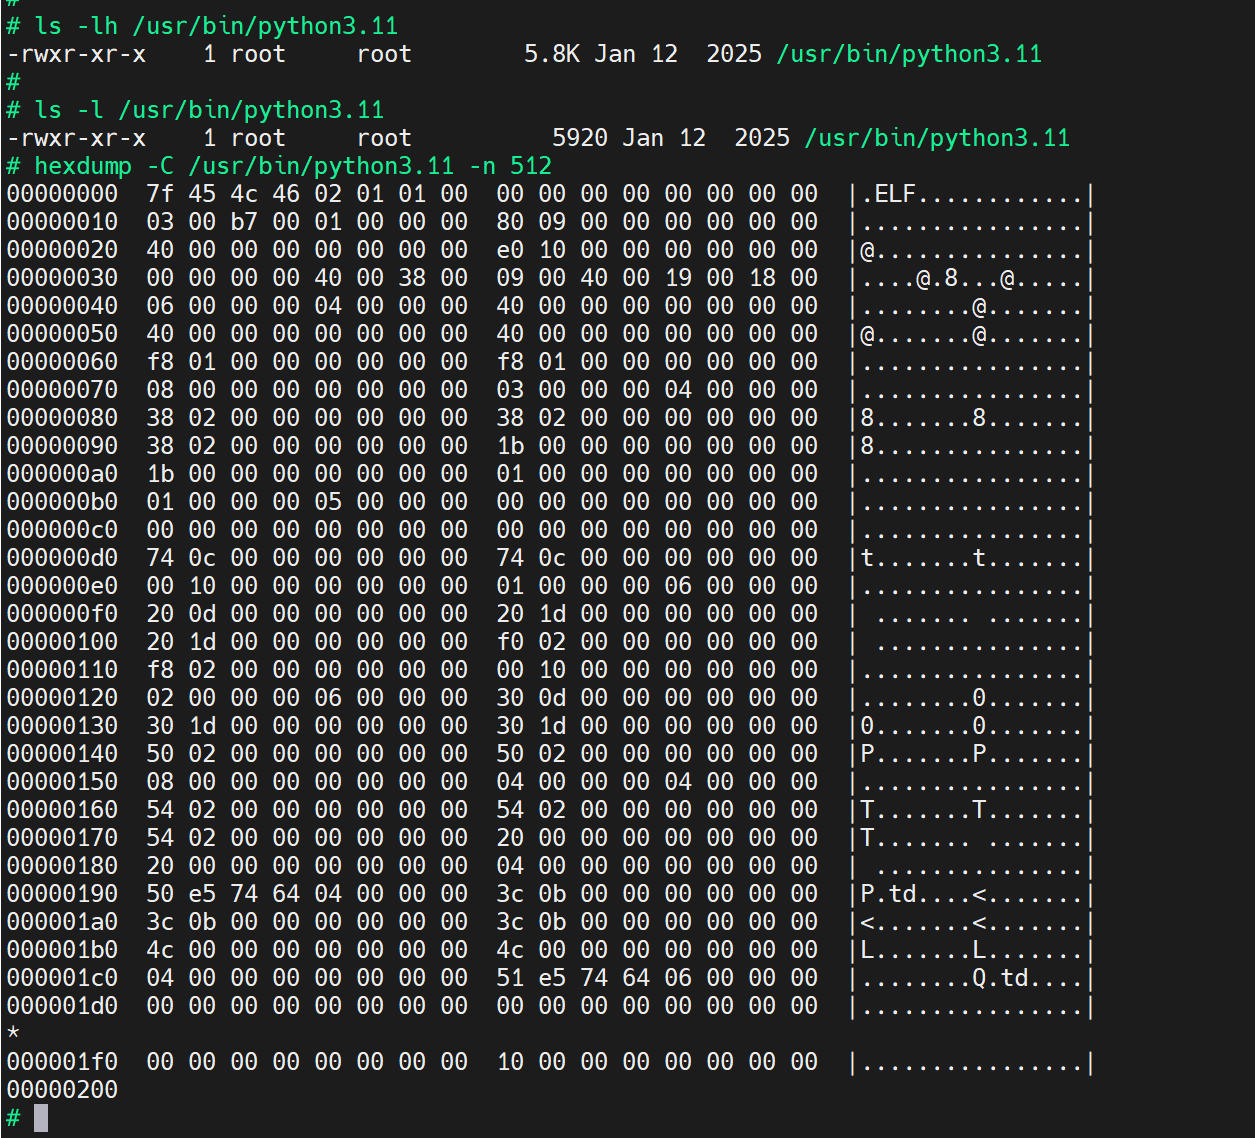 #
# ls -lh /usr/bin/python3.11
-rwxr-xr-x    1 root     root        5.8K Jan 12  2025 /usr/bin/python3.11
#
# ls -l /usr/bin/python3.11
-rwxr-xr-x    1 root     root          5920 Jan 12  2025 /usr/bin/python3.11
# hexdump -C /usr/bin/python3.11 -n 512
00000000  7f 45 4c 46 02 01 01 00  00 00 00 00 00 00 00 00  |.ELF............|
00000010  03 00 b7 00 01 00 00 00  80 09 00 00 00 00 00 00  |................|
00000020  40 00 00 00 00 00 00 00  e0 10 00 00 00 00 00 00  |@...............|
00000030  00 00 00 00 40 00 38 00  09 00 40 00 19 00 18 00  |....@.8...@.....|
00000040  06 00 00 00 04 00 00 00  40 00 00 00 00 00 00 00  |........@.......|
00000050  40 00 00 00 00 00 00 00  40 00 00 00 00 00 00 00  |@.......@.......|
00000060  f8 01 00 00 00 00 00 00  f8 01 00 00 00 00 00 00  |................|
00000070  08 00 00 00 00 00 00 00  03 00 00 00 04 00 00 00  |................|
00000080  38 02 00 00 00 00 00 00  38 02 00 00 00 00 00 00  |8.......8.......|
00000090  38 02 00 00 00 00 00 00  1b 00 00 00 00 00 00 00  |8...............|
000000a0  1b 00 00 00 00 00 00 00  01 00 00 00 00 00 00 00  |................|
000000b0  01 00 00 00 05 00 00 00  00 00 00 00 00 00 00 00  |................|
000000c0  00 00 00 00 00 00 00 00  00 00 00 00 00 00 00 00  |................|
000000d0  74 0c 00 00 00 00 00 00  74 0c 00 00 00 00 00 00  |t.......t.......|
000000e0  00 10 00 00 00 00 00 00  01 00 00 00 06 00 00 00  |................|
000000f0  20 0d 00 00 00 00 00 00  20 1d 00 00 00 00 00 00  | ....... .......|
00000100  20 1d 00 00 00 00 00 00  f0 02 00 00 00 00 00 00  | ...............|
00000110  f8 02 00 00 00 00 00 00  00 10 00 00 00 00 00 00  |................|
00000120  02 00 00 00 06 00 00 00  30 0d 00 00 00 00 00 00  |........0.......|
00000130  30 1d 00 00 00 00 00 00  30 1d 00 00 00 00 00 00  |0.......0.......|
00000140  50 02 00 00 00 00 00 00  50 02 00 00 00 00 00 00  |P.......P.......|
00000150  08 00 00 00 00 00 00 00  04 00 00 00 04 00 00 00  |................|
00000160  54 02 00 00 00 00 00 00  54 02 00 00 00 00 00 00  |T.......T.......|
00000170  54 02 00 00 00 00 00 00  20 00 00 00 00 00 00 00  |T....... .......|
00000180  20 00 00 00 00 00 00 00  04 00 00 00 00 00 00 00  | ...............|
00000190  50 e5 74 64 04 00 00 00  3c 0b 00 00 00 00 00 00  |P.td....<.......|
000001a0  3c 0b 00 00 00 00 00 00  3c 0b 00 00 00 00 00 00  |<.......<.......|
000001b0  4c 00 00 00 00 00 00 00  4c 00 00 00 00 00 00 00  |L.......L.......|
000001c0  04 00 00 00 00 00 00 00  51 e5 74 64 06 00 00 00  |........Q.td....|
000001d0  00 00 00 00 00 00 00 00  00 00 00 00 00 00 00 00  |................|
*
000001f0  00 00 00 00 00 00 00 00  10 00 00 00 00 00 00 00  |................|
00000200
#